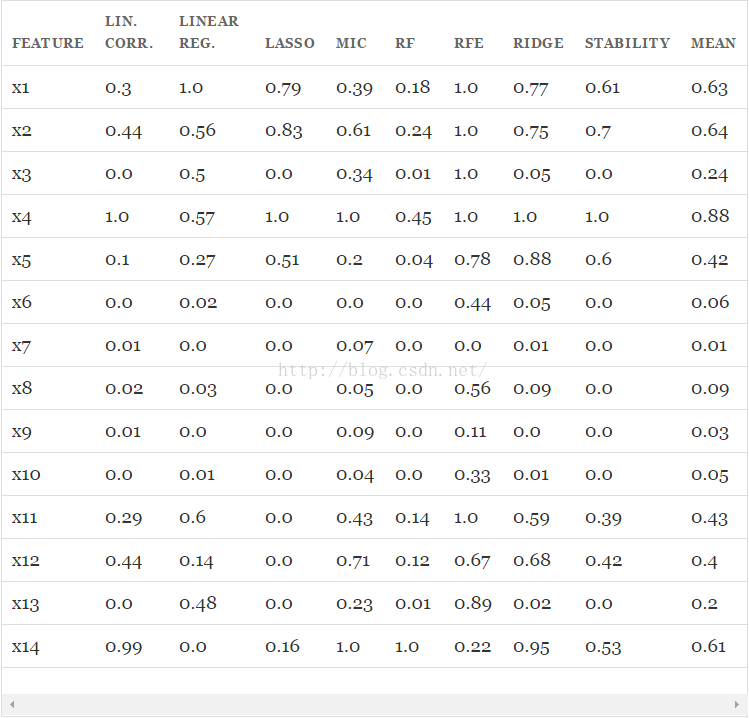 LIN. LINEAR
FEATURE CORR. REG. LASSO MIC RF RFE RIDGE STABILITY MEAN
x1 0.3 1.0 0.79 0.39 0.18 1.0 0.77 0.61 0.63
x2 0.44 0.56 0.83 0.61 0.24 1.0 0.75 0.7 0.64
x3 0.0 0.5 0.0 0.34 0.01 1.0 0.05 0.0 0.24
x4 1.0 0.57 1.0 1.0 0.45 1.0 1.0 1.0 0.88
x5 0.1 0.27 0.51 0.2 0.04 0.78 0.88 0.6 0.42
x6 0.0 0.02 0.0 0.0 0.0 0.44 0.05 0.0 0.06
x7 0.01 0.0 0.0 0.07 0.0 0.0 0.01 0.0 0.01
http://blog.csdn.net/
x8 0.02 0.03 0.0 0.05 0.0 0.56 0.09 0.0 0.09
x9 0.01 0.0 0.0 0.09 0.0 0.11 0.0 0.0 0.03
x10 0.0 0.01 0.0 0.04 0.0 0.33 0.01 0.0 0.05
x11 0.29 0.6 0.0 0.43 0.14 1.0 0.59 0.39 0.43
x12 0.44 0.14 0.0 0.71 0.12 0.67 0.68 0.42 0.4
x13 0.0 0.48 0.0 0.23 0.01 0.89 0.02 0.0 0.2
x14 0.99 0.0 0.16 1.0 1.0 0.22 0.95 0.53 0.61